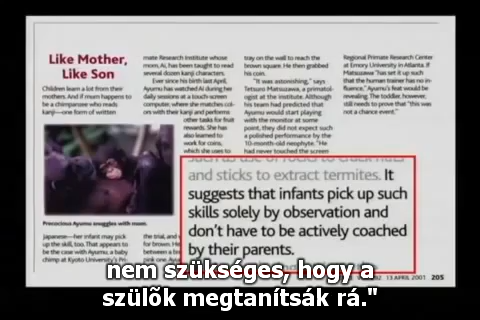 Like Mother,
Like Son
Children learn a lot from their
mothers. And if mum happens to
be a chimpanzee who reads
kanji—one form of written
Precocious Ayumu snuggles with mom.
Japanese—her infant may pick
up the skill, too. That appears to
be the case with Ayumu, a baby
chimp at Kyoto University's Pri-
mate Research Institute whose
mom, Ai, has been taught to read
several dozen kanji characters.
Ever since his birth last April,
Ayumu has watched Ai during her
daily sessions at a touch-screen
computer, where she matches col-
ors with their kanji and performs
other tasks for fruit
rewards. She has
also learned to
work for coins,
which she uses to
the trial, and
for brown. He
between a b
pink one. Ayu
tray on the wall to reach the
brown square. He then grabbed
his coin.
"It was astonishing," says
Tetsuro Matsuzawa, a primat-
ologist at the institute. Although
his team had predicted that
Ayumu would start playing
with the monitor at some
point, they did not expect such
a polished performance by the
10-month-old neophyte. "He
had never touched the screen
Regional Primate Research Center
at Emory University in Atlanta. If
Matsuzawa "has set it up such
that the human trainer has no in-
fluence," Ayumu's feat would be
revealing. The toddler, however,
still needs to prove that "this was
not a chance event."
and sticks to extract termites. It
suggests that infants pick up such
skills solely by observation and
don't have to be actively coached
by their parents.
13 APRIL 2001 205
nem szükséges, hogy a
szülõk megtanítsák rá."